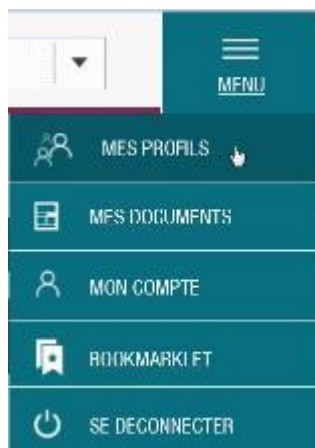 MENU
MES PROFILS
MES DOCUMENTS
MON COMPTE
BOOKMARKLET
SE DECONNECTER